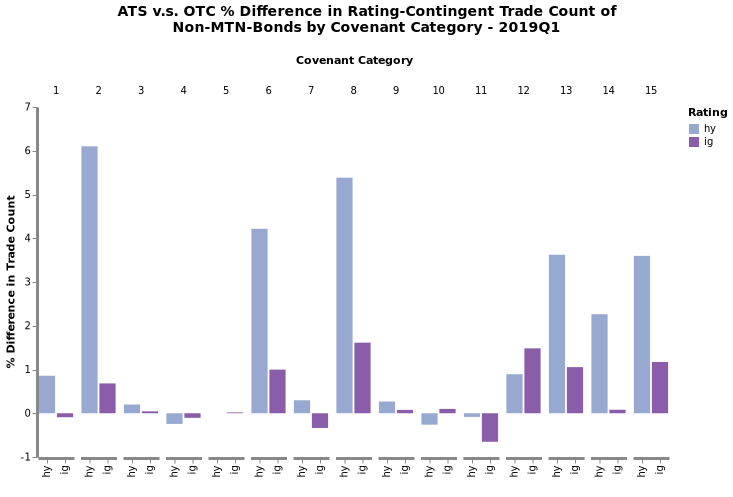 ATS v.s. OTC % Difference in Rating-Contingent Trade Count of
Non-MTN-Bonds by Covenant Category - 2019Q1
Covenant Category
1 2 3 4 5 6 7 8 9 10 11 12 13 14 15
7
6
5
4
3
2
1
0
-1
% Difference in Trade Count
hy ig hy ig hy ig hy ig hy ig hy ig hy ig hy ig hy ig hy ig hy ig hy ig hy ig hy ig hy ig
Rating
hy
ig